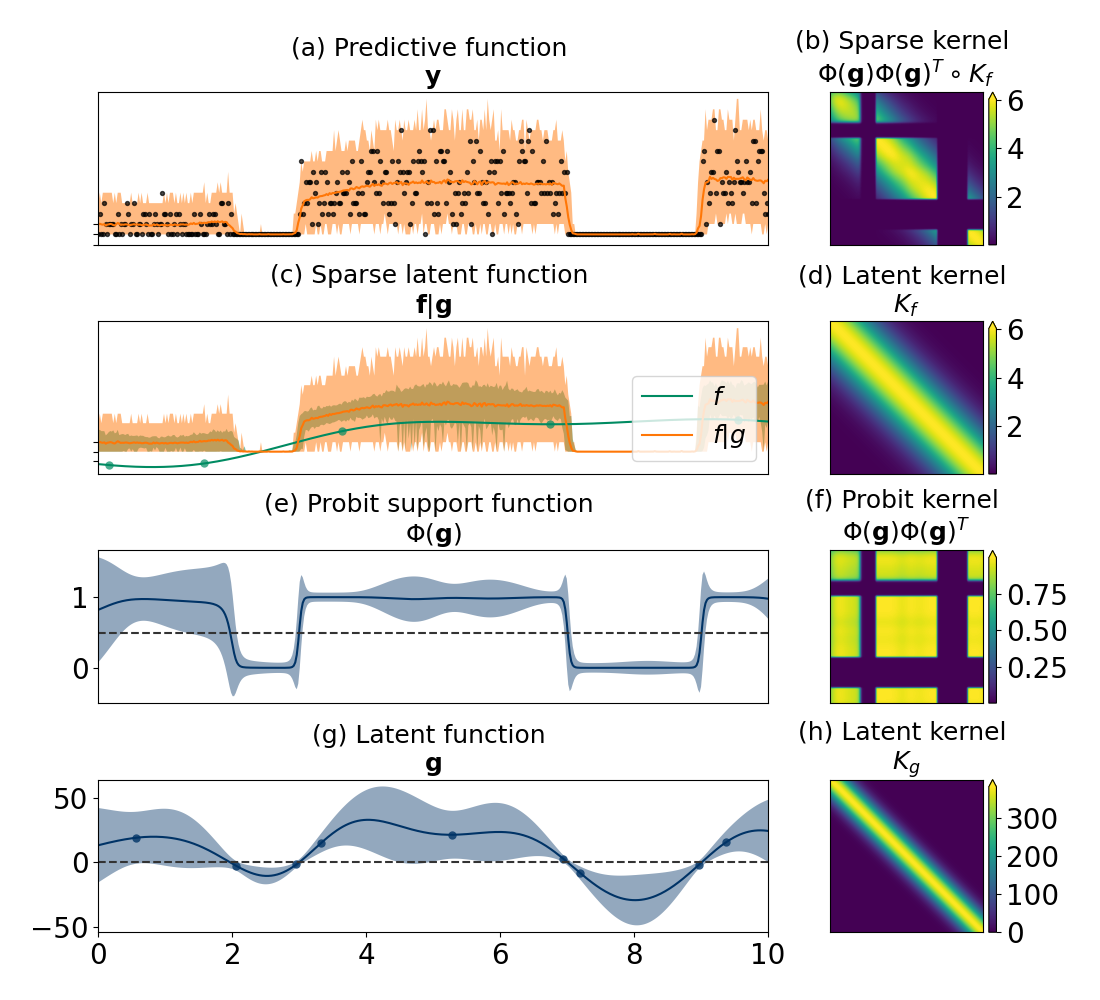 (a) Predictive function
y
(b) Sparse kernel
Φ(g)Φ(g)^T ∘ K_f
6
4
2
(c) Sparse latent function
f|g
f
f|g
(d) Latent kernel
K_f
6
4
2
(e) Probit support function
Φ(g)
1
0
(f) Probit kernel
Φ(g)Φ(g)^T
0.75
0.50
0.25
(g) Latent function
g
50
0
−50
0 2 4 6 8 10
(h) Latent kernel
K_g
300
200
100
0